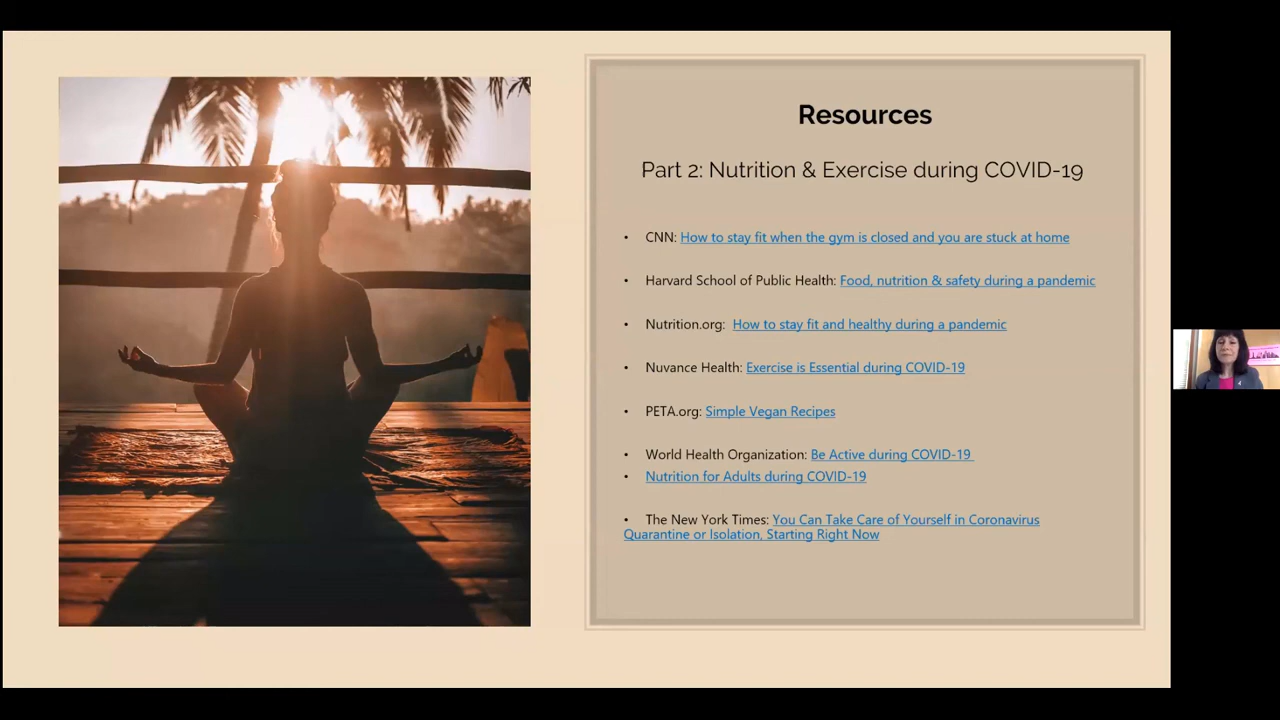 Resources
Part 2: Nutrition & Exercise during COVID-19
• CNN: How to stay fit when the gym is closed and you are stuck at home
• Harvard School of Public Health: Food, nutrition & safety during a pandemic
• Nutrition.org: How to stay fit and healthy during a pandemic
• Nuvance Health: Exercise is Essential during COVID-19
• PETA.org: Simple Vegan Recipes
• World Health Organization: Be Active during COVID-19
• Nutrition for Adults during COVID-19
• The New York Times: You Can Take Care of Yourself in Coronavirus
Quarantine or Isolation, Starting Right Now